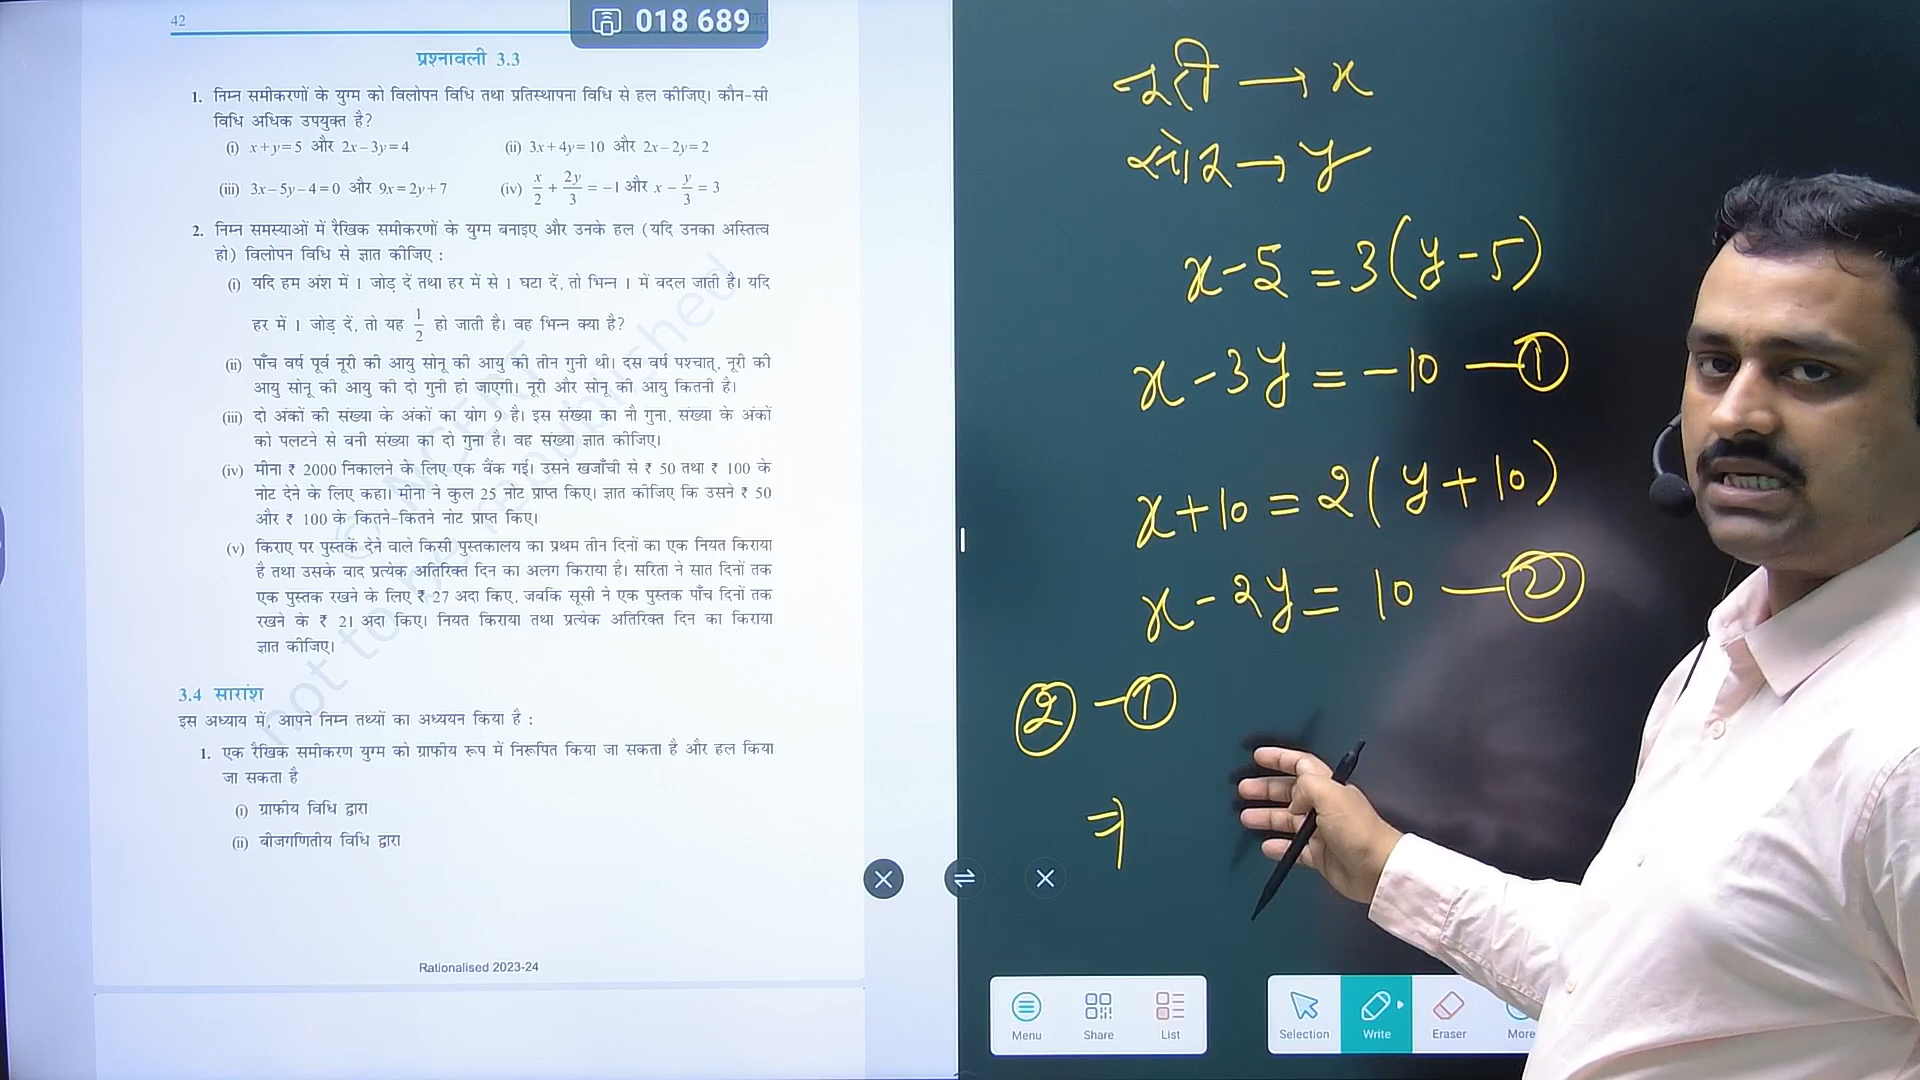 42
018 689
प्रश्नावली 3.3
1. निम्न समीकरणों के युग्म को विलोपन विधि तथा प्रतिस्थापना विधि से हल कीजिए। कौन-सी
विधि अधिक उपयुक्त है?
(i) x+y=5 और 2x–3y=4 (ii) 3x+4y=10 और 2x–2y=2
(iii) 3x–5y–4=0 और 9x=2y+7 (iv) x/2 + 2y/3 = –1 और x – y/3 = 3
2. निम्न समस्याओं में रैखिक समीकरणों के युग्म बनाइए और उनके हल (यदि उनका अस्तित्व
हो) विलोपन विधि से ज्ञात कीजिए :
(i) यदि हम अंश में 1 जोड़ दें तथा हर में से 1 घटा दें, तो भिन्न 1 में बदल जाती है। यदि
हर में 1 जोड़ दें, तो यह 1/2 हो जाती है। वह भिन्न क्या है?
(ii) पाँच वर्ष पूर्व नूरी की आयु सोनू की आयु की तीन गुनी थी। दस वर्ष पश्चात्, नूरी की
आयु सोनू की आयु की दो गुनी हो जाएगी। नूरी और सोनू की आयु कितनी है।
(iii) दो अंकों की संख्या के अंकों का योग 9 है। इस संख्या का नौ गुना, संख्या के अंकों
को पलटने से बनी संख्या का दो गुना है। वह संख्या ज्ञात कीजिए।
(iv) मीना ₹ 2000 निकालने के लिए एक बैंक गई। उसने खजाँची से ₹ 50 तथा ₹ 100 के
नोट देने के लिए कहा। मीना ने कुल 25 नोट प्राप्त किए। ज्ञात कीजिए कि उसने ₹ 50
और ₹ 100 के कितने-कितने नोट प्राप्त किए।
(v) किराए पर पुस्तकें देने वाले किसी पुस्तकालय का प्रथम तीन दिनों का एक नियत किराया
है तथा उसके बाद प्रत्येक अतिरिक्त दिन का अलग किराया है। सरिता ने सात दिनों तक
एक पुस्तक रखने के लिए ₹ 27 अदा किए, जबकि सूसी ने एक पुस्तक पाँच दिनों तक
रखने के ₹ 21 अदा किए। नियत किराया तथा प्रत्येक अतिरिक्त दिन का किराया
ज्ञात कीजिए।
3.4 सारांश
इस अध्याय में, आपने निम्न तथ्यों का अध्ययन किया है :
1. एक रैखिक समीकरण युग्म को ग्राफीय रूप में निरूपित किया जा सकता है और हल किया
जा सकता है
(i) ग्राफीय विधि द्वारा
(ii) बीजगणितीय विधि द्वारा
Rationalised 2023-24
© NCERT
not to be republished
नूरी → x
→ y
x - 5 = 3(y - 5)
x - 3y = -10 — ①
x + 10 = 2(y + 10)
x - 2y = 10 — ②
② - ①
⇒
Menu Share List Selection Write Eraser More